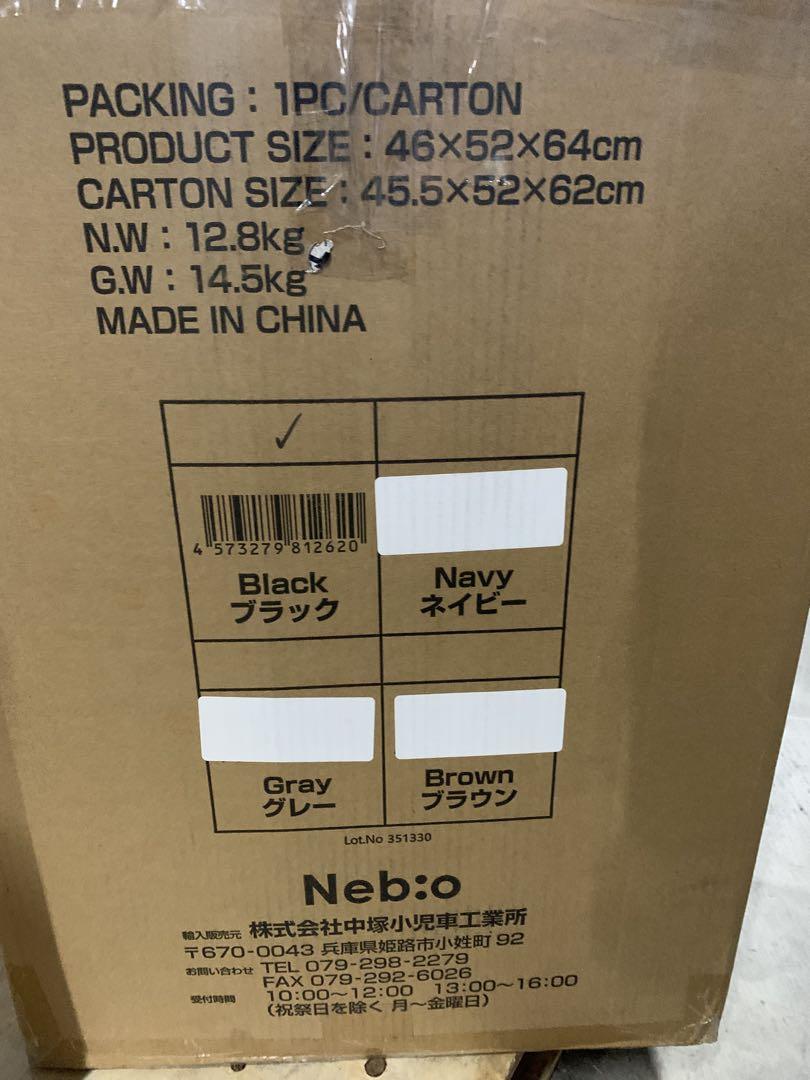 PACKING : 1PC/CARTON
PRODUCT SIZE : 46×52×64cm
CARTON SIZE : 45.5×52×62cm
N.W : 12.8kg
G.W : 14.5kg
MADE IN CHINA
✓
4 573279 812620
Black
ブラック
Navy
ネイビー
Gray
グレー
Brown
ブラウン
Lot.No 351330
Neb:o
輸入販売元 株式会社中塚小児車工業所
〒670-0043 兵庫県姫路市小姓町 92
お問い合わせ TEL 079-298-2279
FAX 079-292-6026
受付時間 10:00〜12:00 13:00〜16:00
(祝祭日を除く 月〜金曜日)